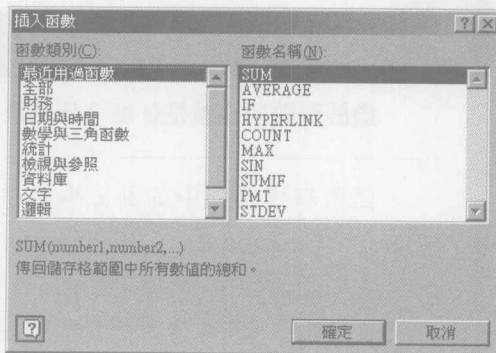 插入函數
函數類別(C):
最近用過函數
全部
財務
日期與時間
數學與三角函數
統計
檢視與參照
資料庫
文字
邏輯
函數名稱(N):
SUM
AVERAGE
IF
HYPERLINK
COUNT
MAX
SIN
SUMIF
PMT
STDEV
SUM(number1,number2,...)
傳回儲存格範圍中所有數值的總和。
確定
取消